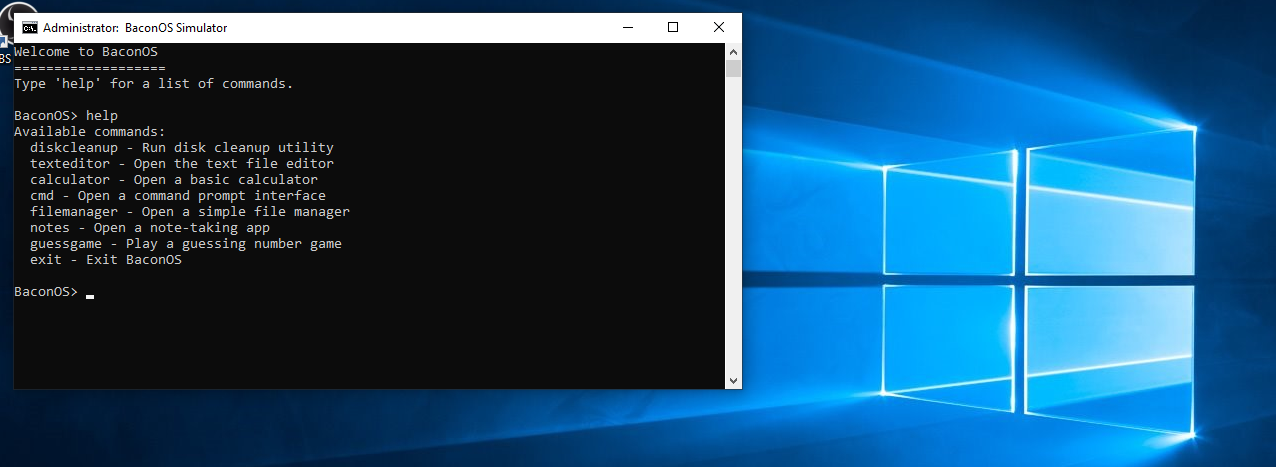 Administrator:  BaconOS Simulator
Welcome to BaconOS
===================
Type 'help' for a list of commands.
BaconOS> help
Available commands:
  diskcleanup - Run disk cleanup utility
  texteditor - Open the text file editor
  calculator - Open a basic calculator
  cmd - Open a command prompt interface
  filemanager - Open a simple file manager
  notes - Open a note-taking app
  guessgame - Play a guessing number game
  exit - Exit BaconOS
BaconOS>